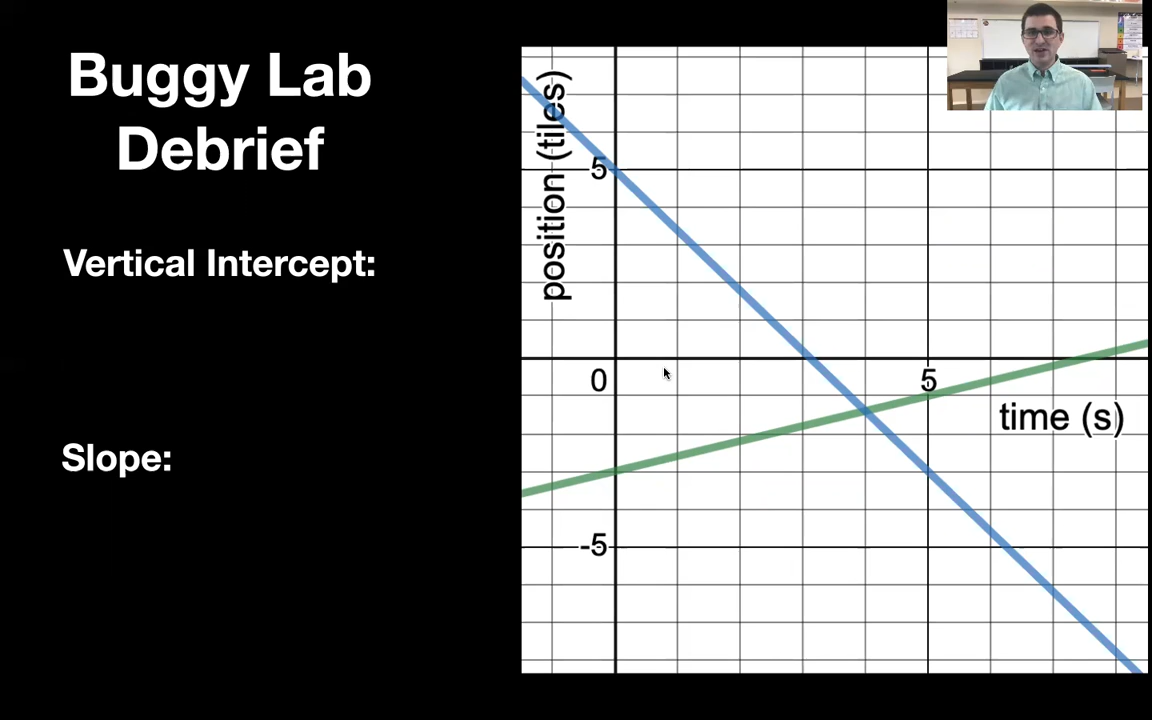 Buggy Lab
Debrief
Vertical Intercept:
Slope:
position (tiles)
5
0
5
time (s)
-5